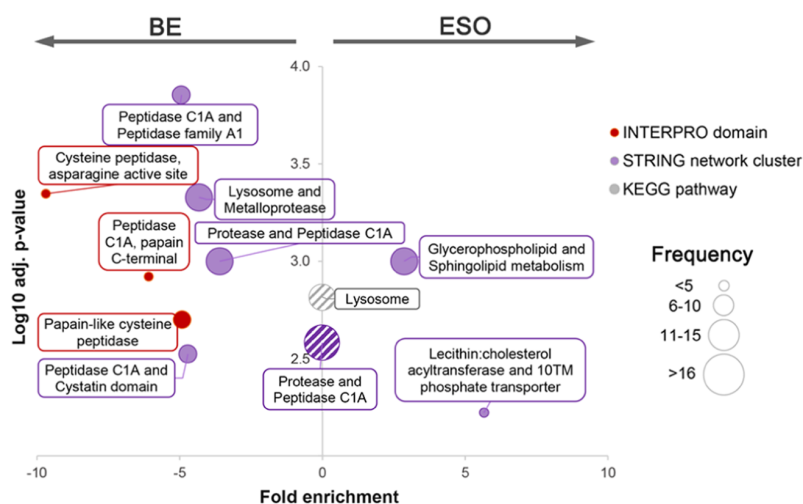 BE
ESO
4.0
3.5
3.0
2.5
Log10 adj. p-value
Peptidase C1A and
Peptidase family A1
Cysteine peptidase,
asparagine active site
Lysosome and
Metalloprotease
Peptidase
C1A, papain
C-terminal
Protease and Peptidase C1A
Glycerophospholipid and
Sphingolipid metabolism
Lysosome
Papain-like cysteine
peptidase
Peptidase C1A and
Cystatin domain
Protease and
Peptidase C1A
Lecithin:cholesterol
acyltransferase and 10TM
phosphate transporter
-10
-5
0
5
10
Fold enrichment
INTERPRO domain
STRING network cluster
KEGG pathway
Frequency
<5
6-10
11-15
>16